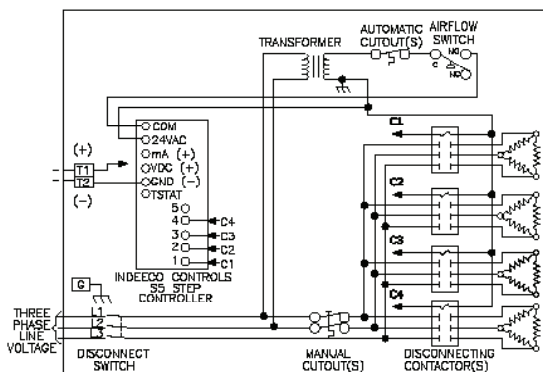 AUTOMATIC
CUTOUT(S)
AIRFLOW
SWITCH
TRANSFORMER
NO
C
NC
COM
24VAC
mA (+)
VDC (+)
GND (-)
TSTAT
(+)
T1
T2
(-)
5
4
3
2
1
C4
C3
C2
C1
INDEECO CONTROLS
S5 STEP
CONTROLLER
C1
C2
C3
C4
G
THREE
PHASE
LINE
VOLTAGE
L1
L2
L3
DISCONNECT
SWITCH
MANUAL
CUTOUT(S)
DISCONNECTING
CONTACTOR(S)